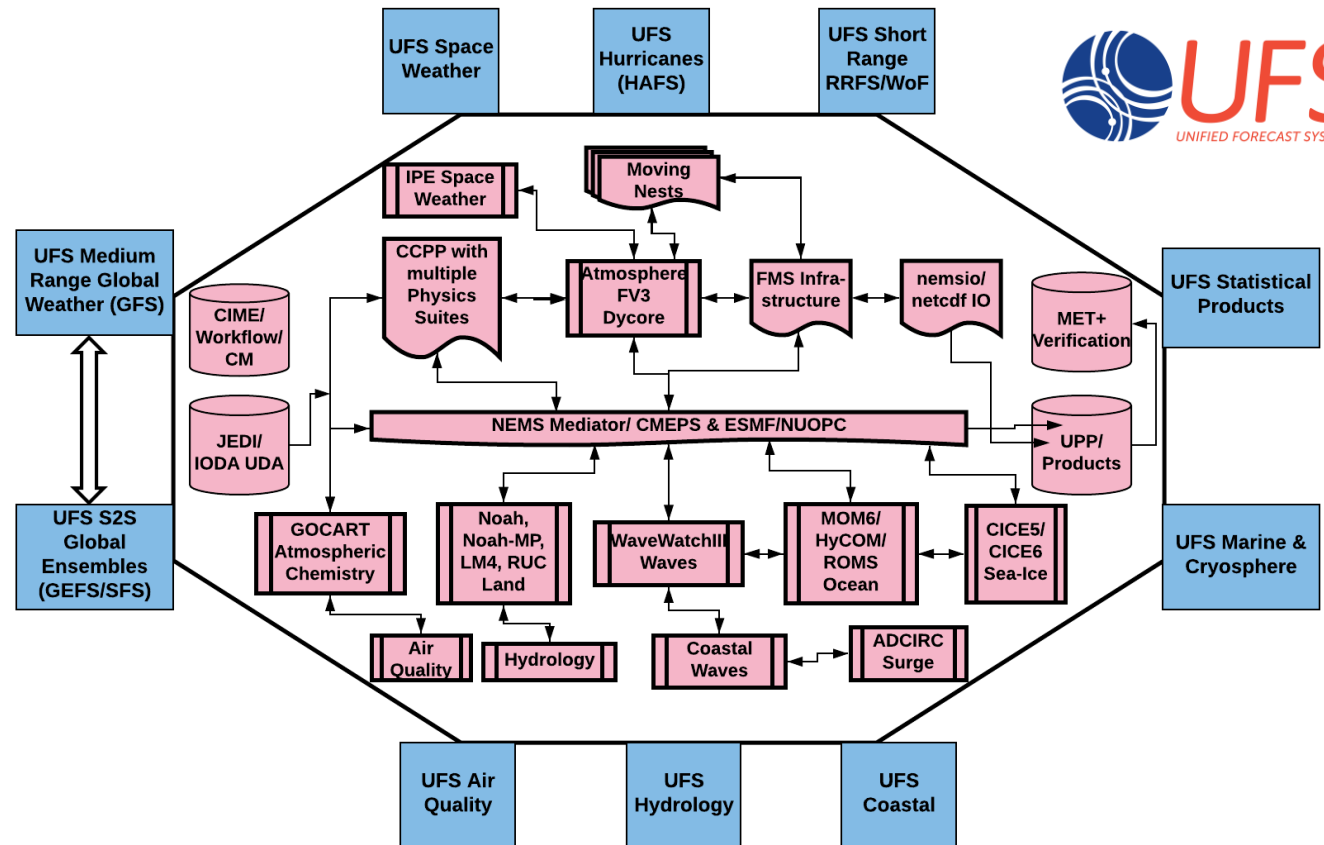 UFS Space
Weather
UFS
Hurricanes
(HAFS)
UFS Short
Range
RRFS/WoF
UFS
UNIFIED FORECAST SYS
IPE Space
Weather
Moving
Nests
UFS Medium
Range Global
Weather (GFS)
CIME/
Workflow/
CM
CCPP with
multiple
Physics
Suites
Atmosphere
FV3
Dycore
FMS Infra-
structure
nemsio/
netcdf IO
MET+
Verification
UFS Statistical
Products
JEDI/
IODA UDA
NEMS Mediator/ CMEPS & ESMF/NUOPC
UPP/
Products
UFS S2S
Global
Ensembles
(GEFS/SFS)
GOCART
Atmospheric
Chemistry
Noah,
Noah-MP,
LM4, RUC
Land
WaveWatchIII
Waves
MOM6/
HyCOM/
ROMS
Ocean
CICE5/
CICE6
Sea-Ice
UFS Marine &
Cryosphere
Air
Quality
Hydrology
Coastal
Waves
ADCIRC
Surge
UFS Air
Quality
UFS
Hydrology
UFS
Coastal